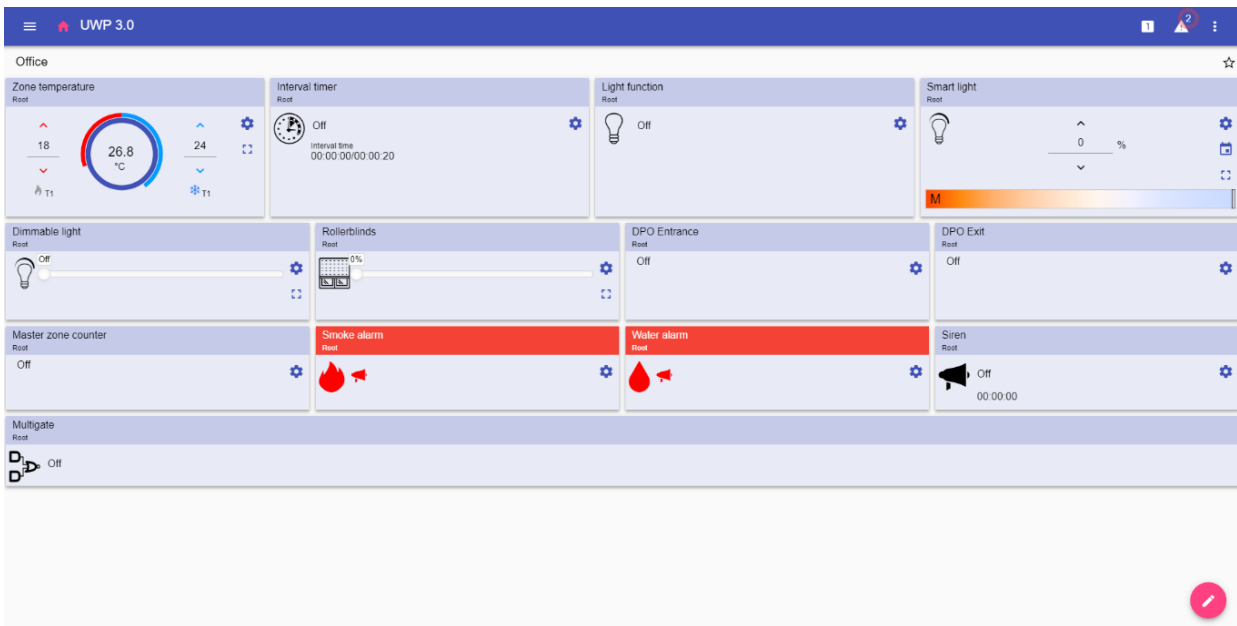 UWP 3.0
1
2
Office
Zone temperature
Root
18
26.8
°C
24
T1
T1
Interval timer
Root
Off
Interval time
00:00:00/00:00:20
Light function
Root
Off
Smart light
Root
0 %
M
Dimmable light
Root
Off
Rollerblinds
Root
0%
DPO Entrance
Root
Off
DPO Exit
Root
Off
Master zone counter
Root
Off
Smoke alarm
Root
Water alarm
Root
Siren
Root
Off
00:00:00
Multigate
Root
Off